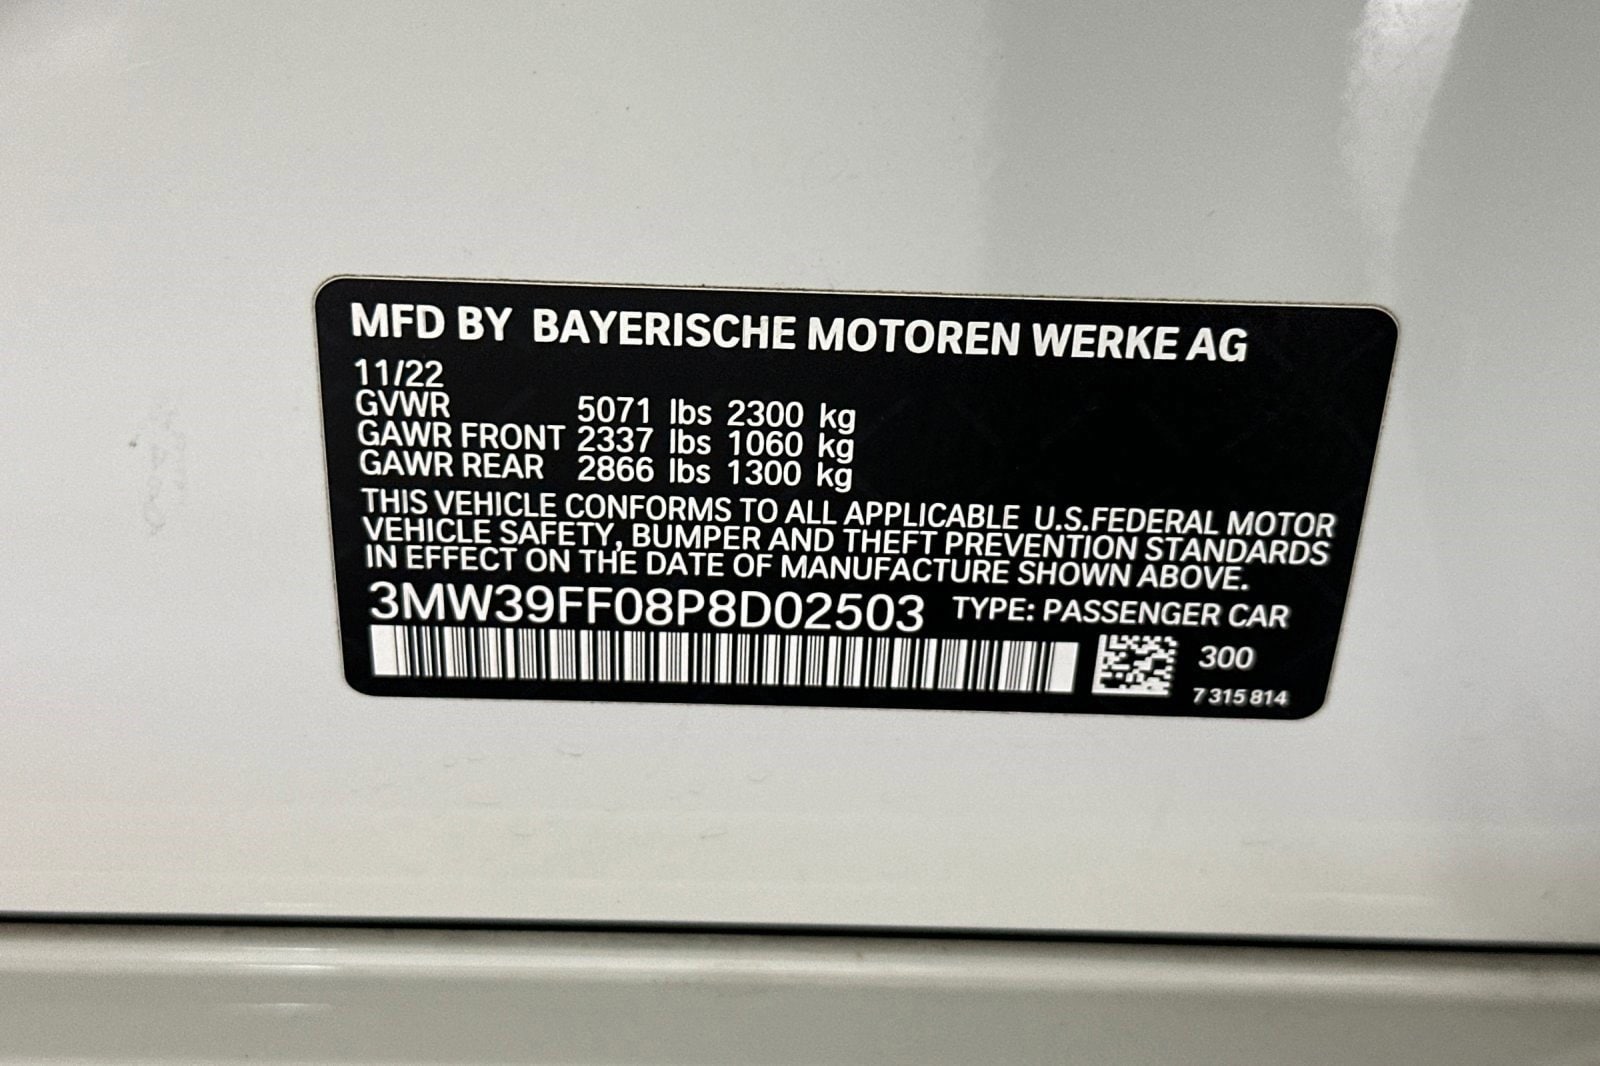 MFD BY BAYERISCHE MOTOREN WERKE AG
11/22
GVWR 5071 lbs 2300 kg
GAWR FRONT 2337 lbs 1060 kg
GAWR REAR 2866 lbs 1300 kg
THIS VEHICLE CONFORMS TO ALL APPLICABLE U.S.FEDERAL MOTOR
VEHICLE SAFETY, BUMPER AND THEFT PREVENTION STANDARDS
IN EFFECT ON THE DATE OF MANUFACTURE SHOWN ABOVE.
3MW39FF08P8D02503 TYPE: PASSENGER CAR
300
7 315 814